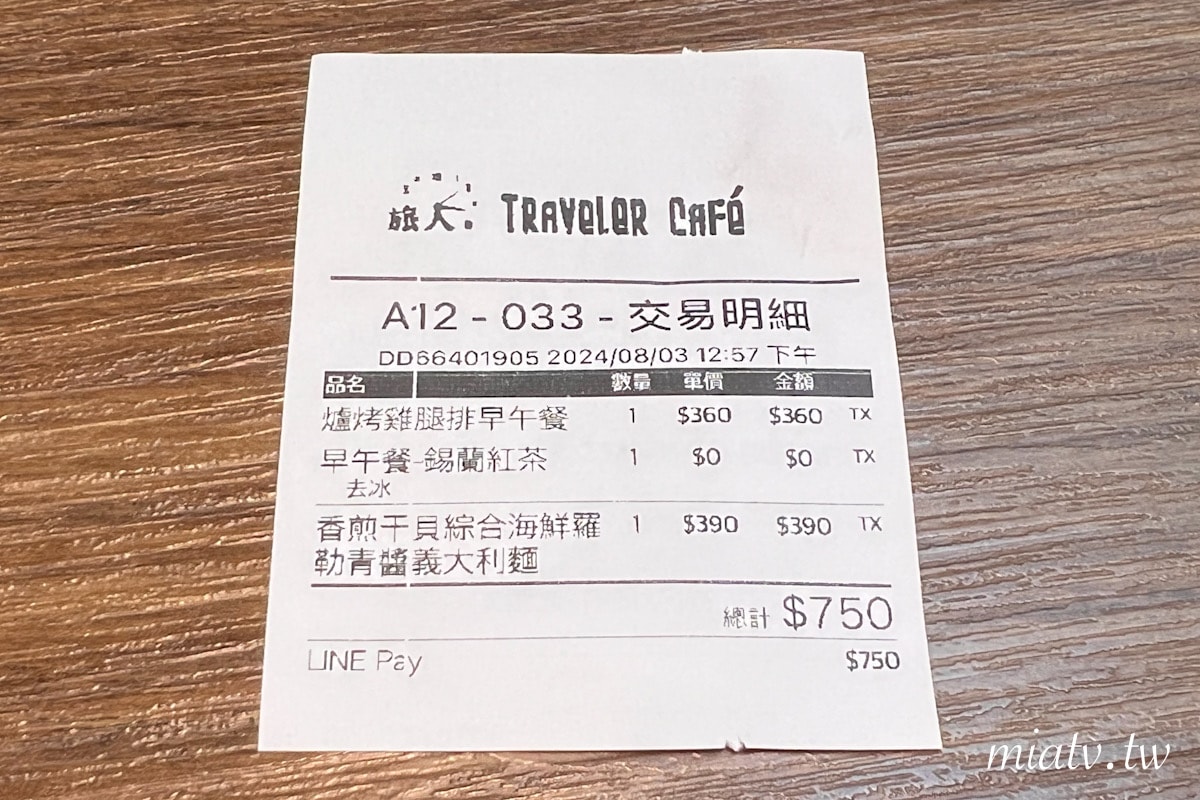 旅人 TRAVELER CAFé
A12 - 033 - 交易明細
DD66401905 2024/08/03 12:57 下午
品名 數量 單價 金額
爐烤雞腿排早午餐 1 $360 $360 TX
早午餐-錫蘭紅茶 1 $0 $0 TX
去冰
香煎干貝綜合海鮮羅 1 $390 $390 TX
勒青醬義大利麵
總計 $750
LINE Pay $750
miatv.tw